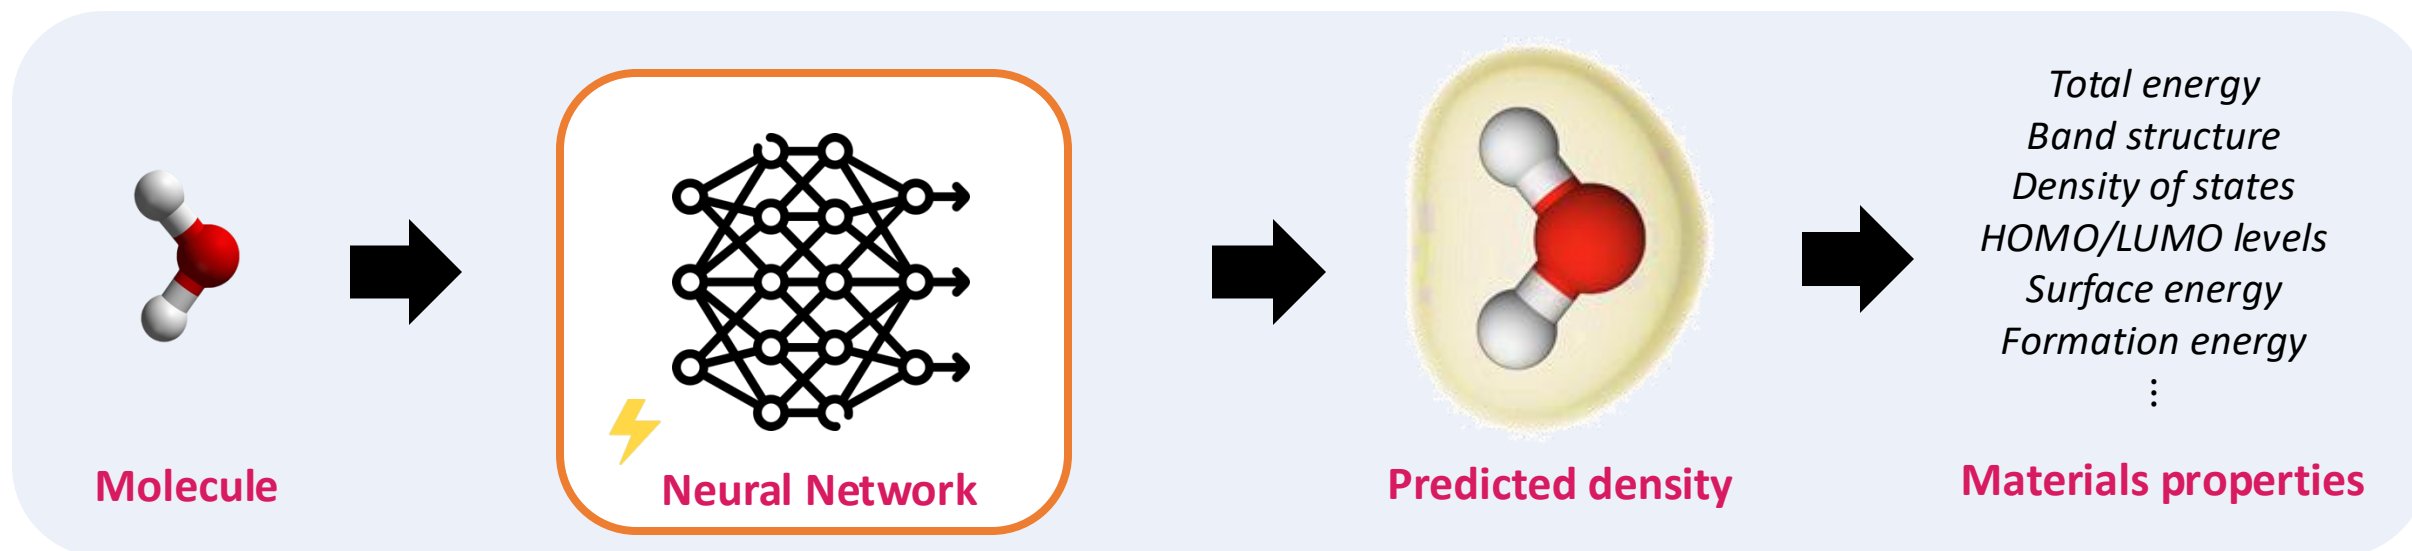 Total energy
Band structure
Density of states
HOMO/LUMO levels
Surface energy
Formation energy
⋮
Molecule
Neural Network
Predicted density
Materials properties